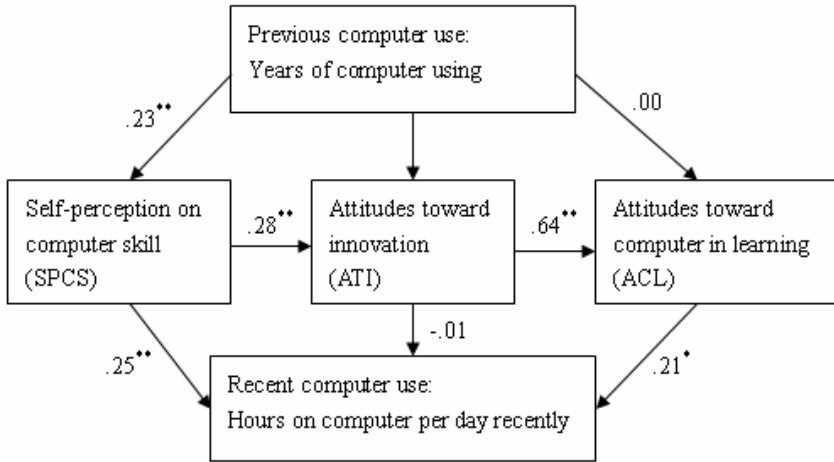 Previous computer use:
Years of computer using
.23**
.00
Self-perception on
computer skill
(SPCS)
.28**
Attitudes toward
innovation
(ATI)
.64**
Attitudes toward
computer in learning
(ACL)
.25**
-.01
.21*
Recent computer use:
Hours on computer per day recently